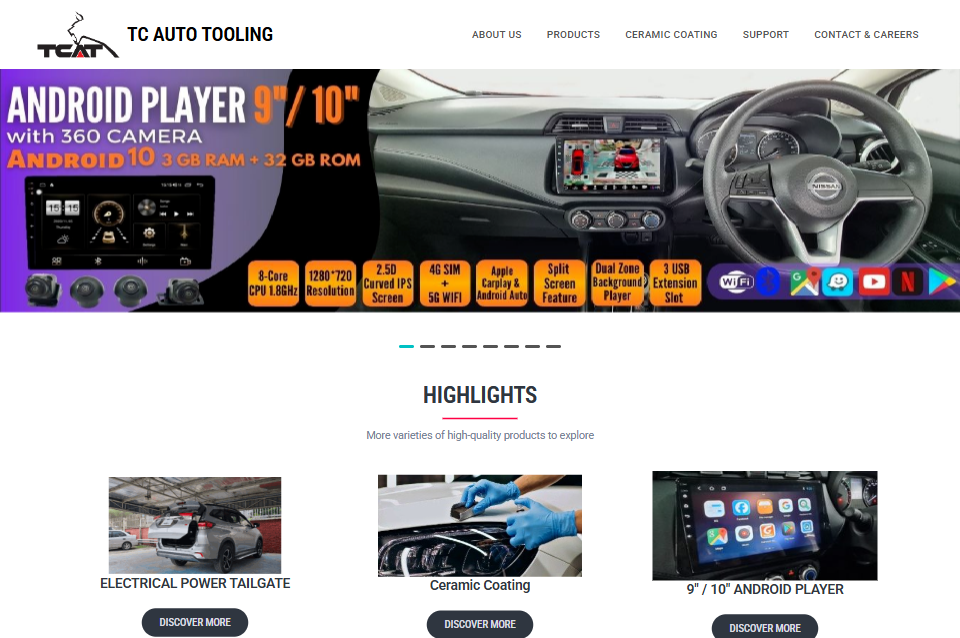 TCAT
TC AUTO TOOLING
ABOUT US
PRODUCTS
CERAMIC COATING
SUPPORT
CONTACT & CAREERS
ANDROID PLAYER 9"/ 10"
with 360 CAMERA
ANDROID 10 3 GB RAM + 32 GB ROM
15 15
8-Core
CPU 1.8GHz
1280*720
Resolution
2.5D
Curved IPS
Screen
4G SIM
+
5G WIFI
Apple
Carplay &
Android Auto
Split
Screen
Feature
Dual Zone
Background
Player
3 USB
Extension
Slot
NISSAN
WiFi
HIGHLIGHTS
More varieties of high-quality products to explore
ELECTRICAL POWER TAILGATE
DISCOVER MORE
Ceramic Coating
DISCOVER MORE
9" / 10" ANDROID PLAYER
DISCOVER MORE